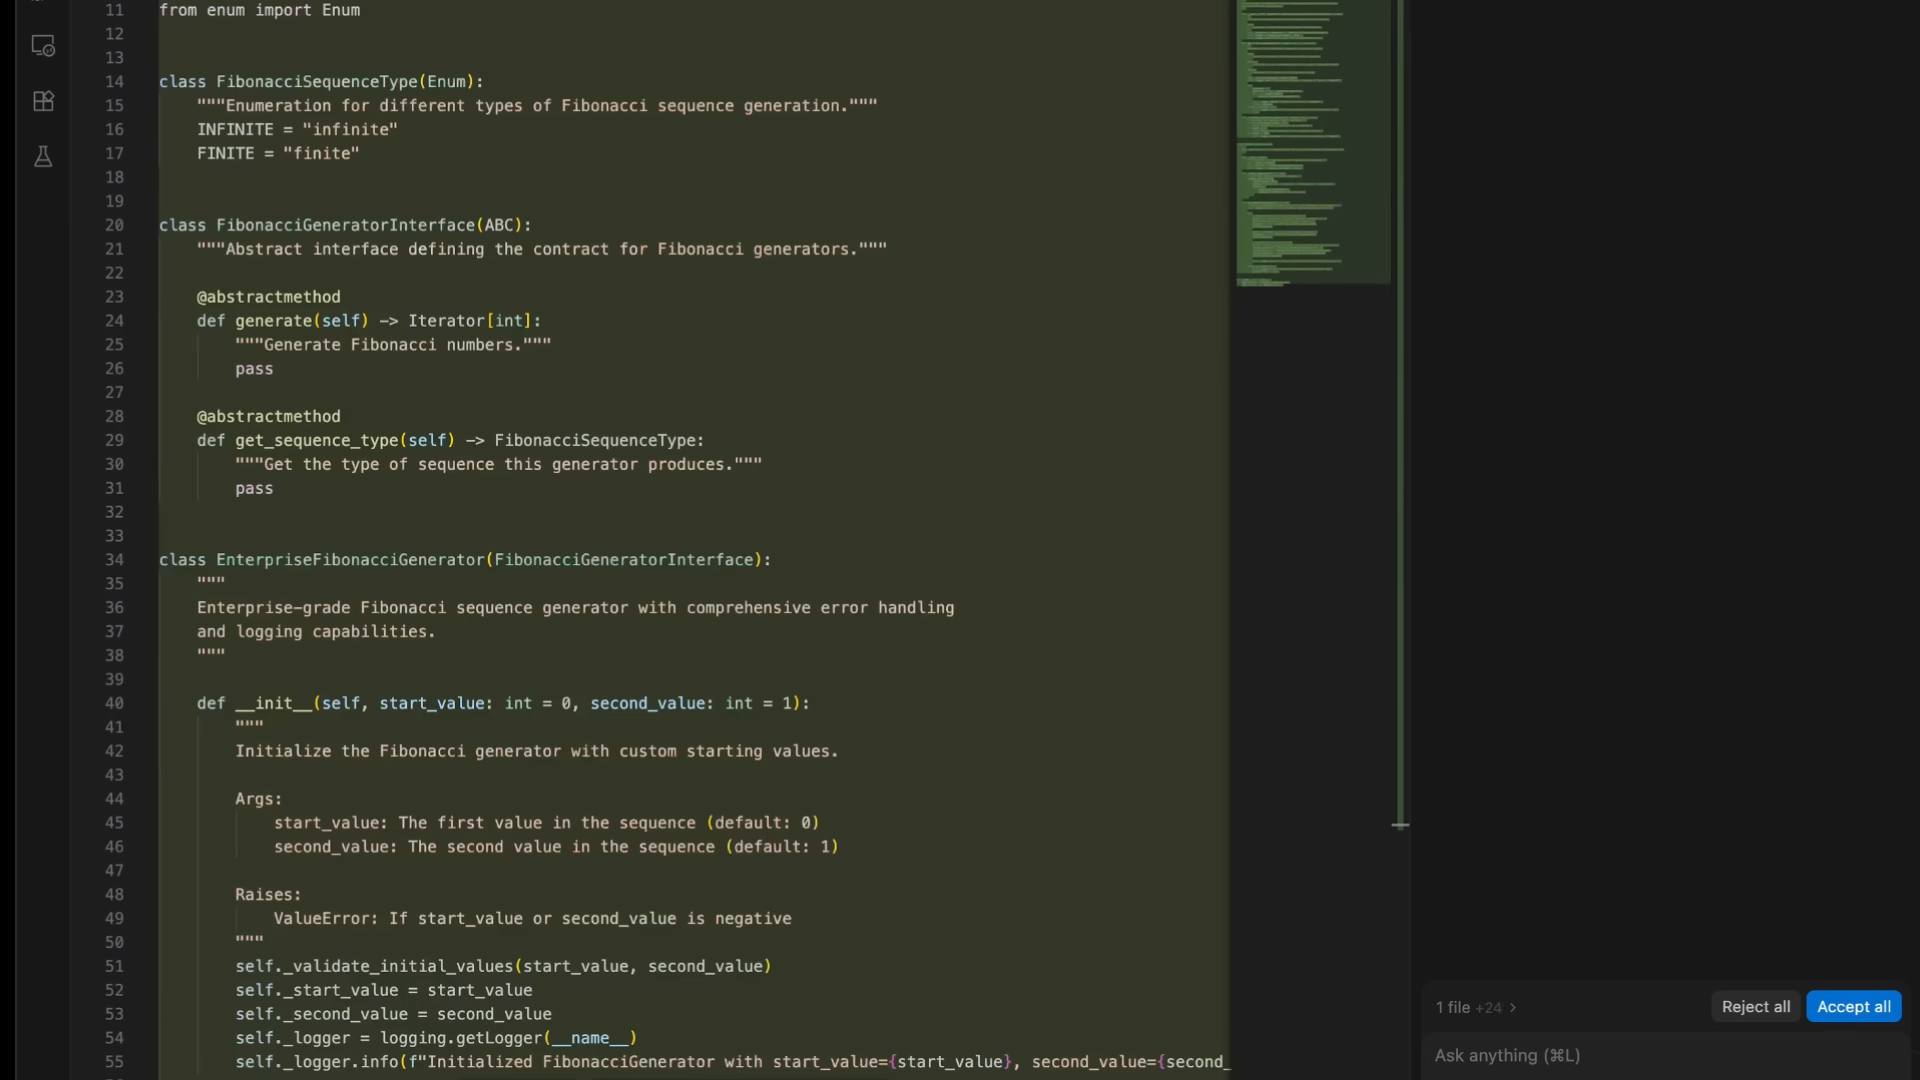 11 from enum import Enum
12
13
14 class FibonacciSequenceType(Enum):
15     """Enumeration for different types of Fibonacci sequence generation."""
16     INFINITE = "infinite"
17     FINITE = "finite"
18
19
20 class FibonacciGeneratorInterface(ABC):
21     """Abstract interface defining the contract for Fibonacci generators."""
22
23     @abstractmethod
24     def generate(self) -> Iterator[int]:
25         """Generate Fibonacci numbers."""
26         pass
27
28     @abstractmethod
29     def get_sequence_type(self) -> FibonacciSequenceType:
30         """Get the type of sequence this generator produces."""
31         pass
32
33
34 class EnterpriseFibonacciGenerator(FibonacciGeneratorInterface):
35     """
36     Enterprise-grade Fibonacci sequence generator with comprehensive error handling
37     and logging capabilities.
38     """
39
40     def __init__(self, start_value: int = 0, second_value: int = 1):
41         """
42         Initialize the Fibonacci generator with custom starting values.
43
44         Args:
45             start_value: The first value in the sequence (default: 0)
46             second_value: The second value in the sequence (default: 1)
47
48         Raises:
49             ValueError: If start_value or second_value is negative
50         """
51         self._validate_initial_values(start_value, second_value)
52         self._start_value = start_value
53         self._second_value = second_value
54         self._logger = logging.getLogger(__name__)
55         self._logger.info(f"Initialized FibonacciGenerator with start_value={start_value}, second_value={second_
1 file +24 >
Reject all
Accept all
Ask anything (⌘L)